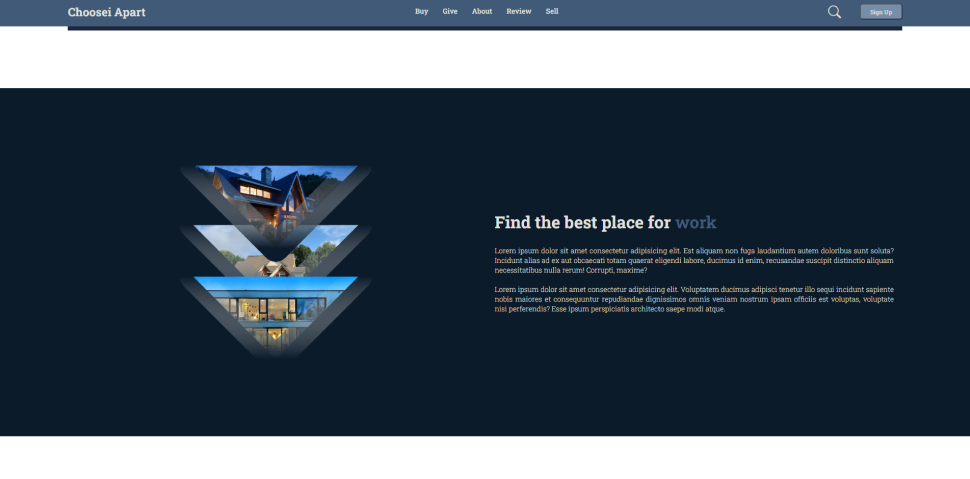 Choosei Apart
Buy Give About Review Sell
Sign Up
Find the best place for work
Lorem ipsum dolor sit amet consectetur adipisicing elit. Est aliquam non fuga laudantium autem doloribus sunt soluta?
Incidunt alias ad ex aut obcaecati totam quaerat eligendi labore, ducimus id enim, recusandae suscipit distinctio aliquam
necessitatibus nulla rerum! Corrupti, maxime?
Lorem ipsum dolor sit amet consectetur adipisicing elit. Voluptatem ducimus adipisci tenetur illo sequi incidunt sapiente
nobis maiores et consequuntur repudiandae dignissimos omnis veniam nostrum ipsam officiis est voluptas, voluptate
nisi perferendis? Esse ipsum perspiciatis architecto saepe modi atque.